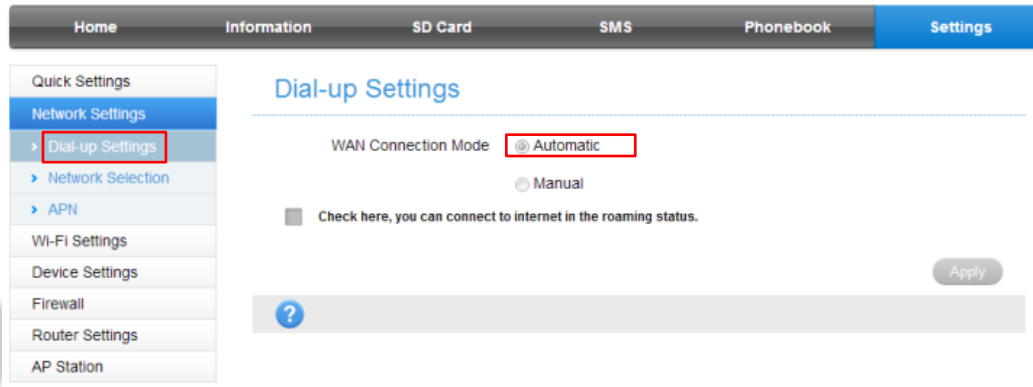 Home Information SD Card SMS Phonebook Settings
Quick Settings
Network Settings
Dial-up Settings
Network Selection
APN
Wi-Fi Settings
Device Settings
Firewall
Router Settings
AP Station
Dial-up Settings
WAN Connection Mode Automatic
Manual
Check here, you can connect to internet in the roaming status.
Apply
?